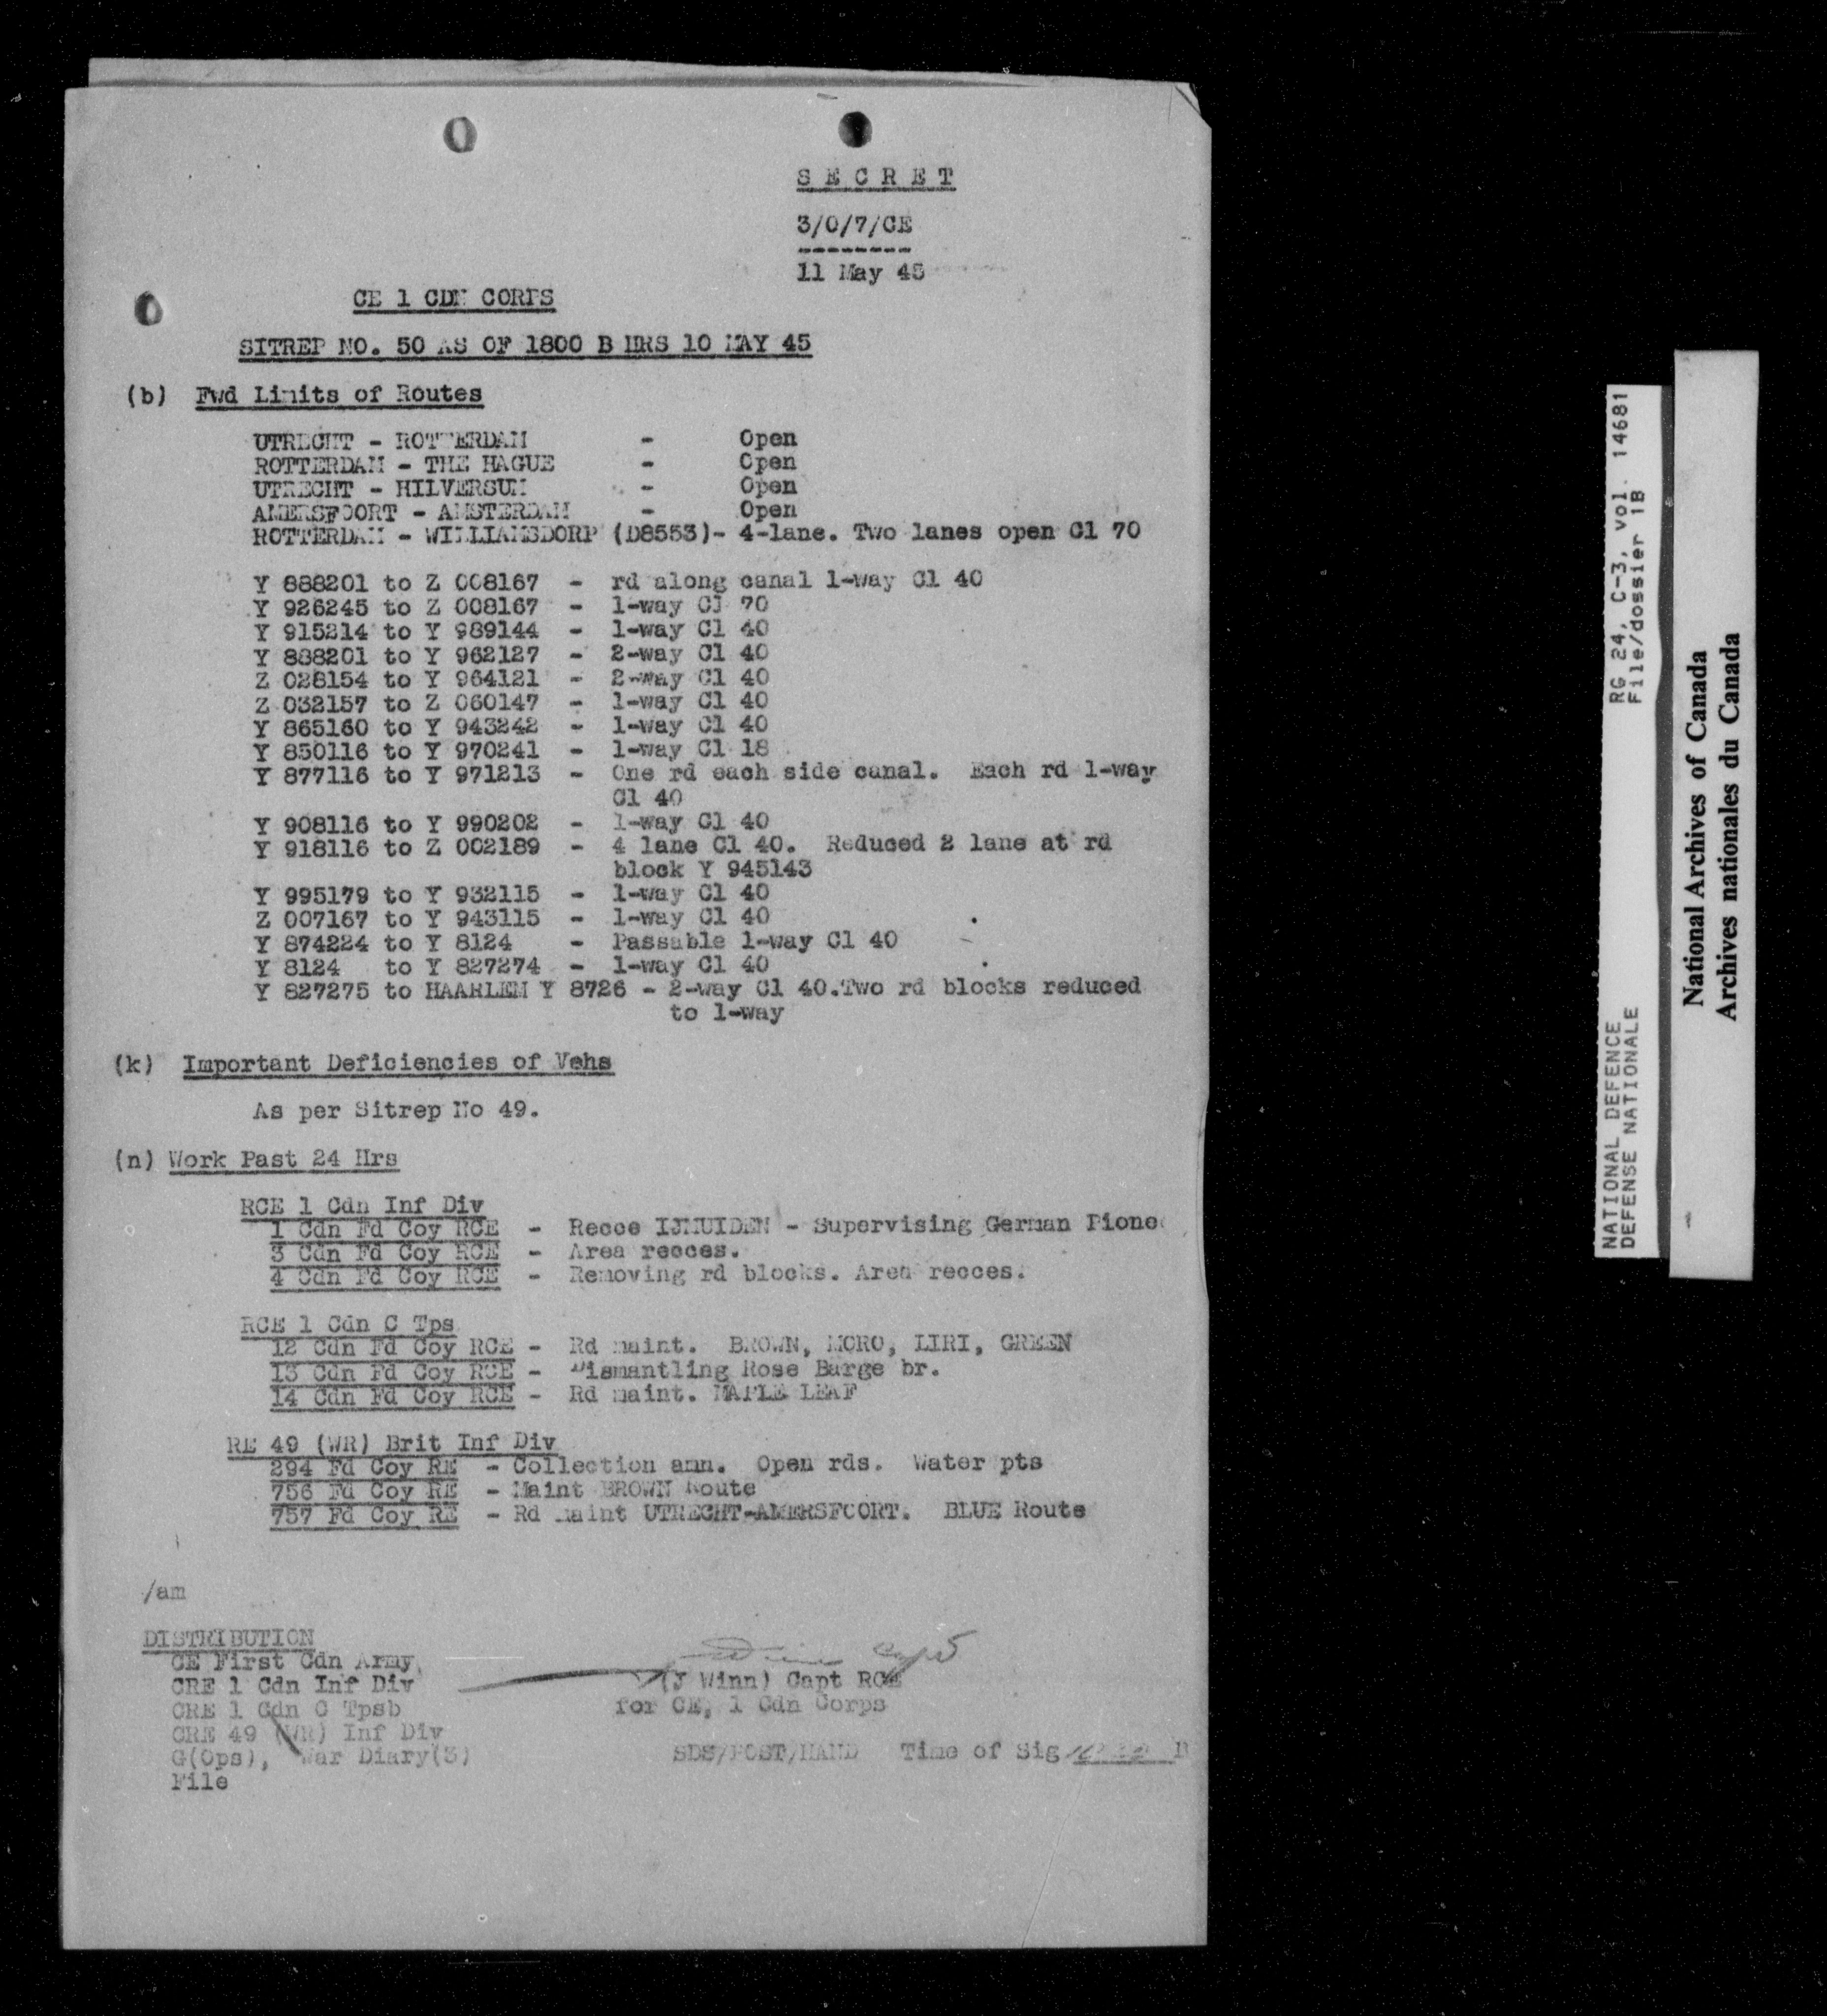 SECRET
3/0/7/CE
11 May 45
CE 1 CDN CORPS
SITREP NO. 50 AS OF 1800 B HRS 10 MAY 45
(b) Fwd Limits of Routes
UTRECHT - ROTTERDAM - Open
ROTTERDAM - THE HAGUE - Open
UTRECHT - HILVERSUM - Open
AMERSFOORT - AMSTERDAM - Open
ROTTERDAM - WILLIAMSDORP (D8553)- 4-lane. Two lanes open Cl 70
Y 888201 to Z 008167 - rd along canal 1-way Cl 40
Y 926245 to Z 008167 - 1-way Cl 70
Y 915214 to Y 989144 - 1-way Cl 40
Y 888201 to Y 962127 - 2-way Cl 40
Z 028154 to Y 964121 - 2-way Cl 40
Z 032157 to Z 060147 - 1-way Cl 40
Y 865160 to Y 943242 - 1-way Cl 40
Y 850116 to Y 970241 - 1-way Cl 18
Y 877116 to Y 971213 - One rd each side canal. Each rd 1-way
Cl 40
Y 908116 to Y 990202 - 1-way Cl 40
Y 918116 to Z 002189 - 4 lane Cl 40. Reduced 2 lane at rd
block Y 945143
Y 995179 to Y 932115 - 1-way Cl 40
Z 007167 to Y 943115 - 1-way Cl 40
Y 874224 to Y 8124 - Passable 1-way Cl 40
Y 8124 to Y 827274 - 1-way Cl 40
Y 827275 to HAARLEM Y 8726 - 2-way Cl 40.Two rd blocks reduced
to 1-way
(k) Important Deficiencies of Vehs
As per Sitrep No 49.
(n) Work Past 24 Hrs
RCE 1 Cdn Inf Div
1 Cdn Fd Coy RCE - Recce IJMUIDEN - Supervising German Pione
3 Cdn Fd Coy RCE - Area recces.
4 Cdn Fd Coy RCE - Removing rd blocks. Area recces.
RCE 1 Cdn C Tps
12 Cdn Fd Coy RCE - Rd maint. BROWN, MORO, LIRI, GREEN
13 Cdn Fd Coy RCE - Dismantling Rose Barge br.
14 Cdn Fd Coy RCE - Rd maint. MAPLE LEAF
RE 49 (WR) Brit Inf Div
294 Fd Coy RE - Collection amn. Open rds. Water pts
756 Fd Coy RE - Maint BROWN Route
757 Fd Coy RE - Rd maint UTRECHT-AMERSFOORT. BLUE Route
/am
DISTRIBUTION
CE First Cdn Army
CRE 1 Cdn Inf Div
CRE 1 Cdn C Tpsb
CRE 49 (WR) Inf Div
G(Ops), War Diary(3)
File
Capt
(J Winn) Capt RCE
for CE, 1 Cdn Corps
SDS/POST/HAND Time of Sig B
NATIONAL DEFENCE RG 24, C-3, vol. 14681
DEFENSE NATIONALE File/dossier 1B
National Archives of Canada
Archives nationales du Canada